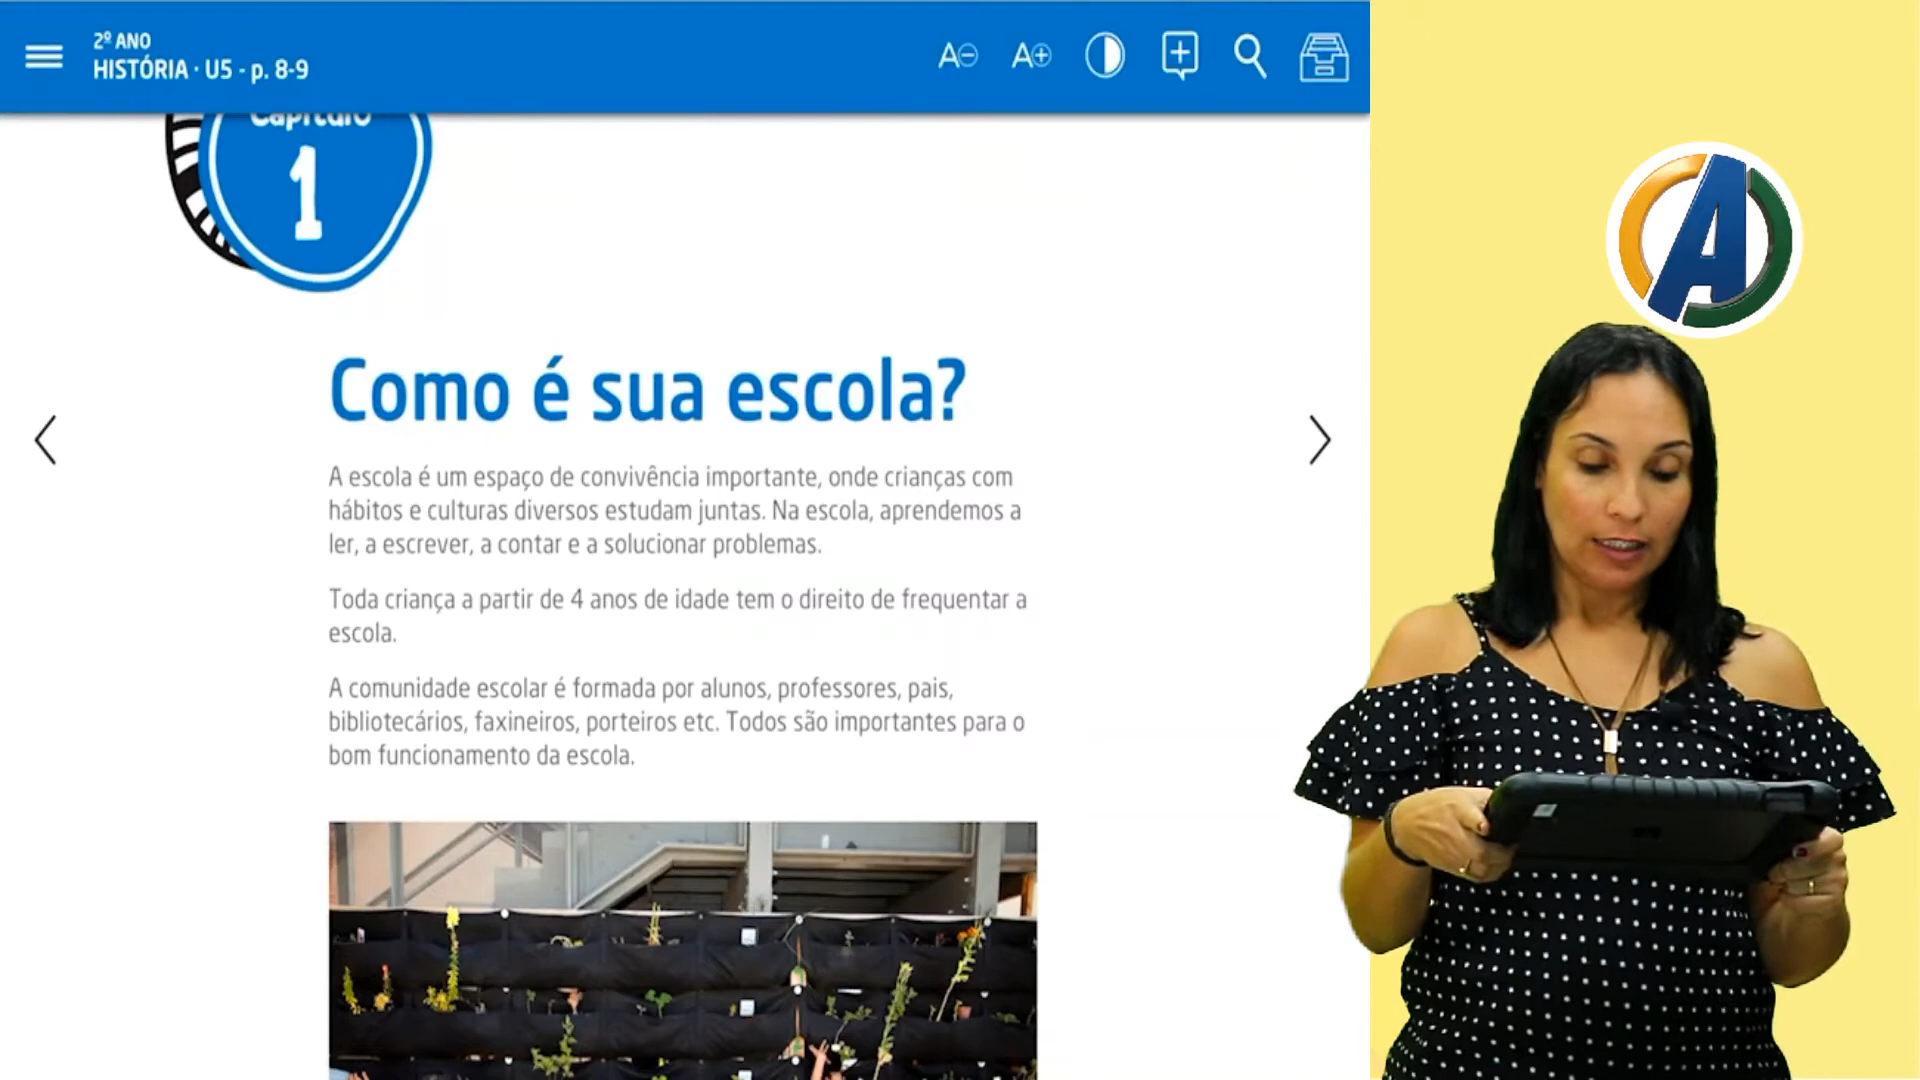 2º ANO
HISTÓRIA · U5 - p. 8-9
A
A
Capítulo
1
Como é sua escola?
A escola é um espaço de convivência importante, onde crianças com
hábitos e culturas diversos estudam juntas. Na escola, aprendemos a
ler, a escrever, a contar e a solucionar problemas.
Toda criança a partir de 4 anos de idade tem o direito de frequentar a
escola.
A comunidade escolar é formada por alunos, professores, pais,
bibliotecários, faxineiros, porteiros etc. Todos são importantes para o
bom funcionamento da escola.
A